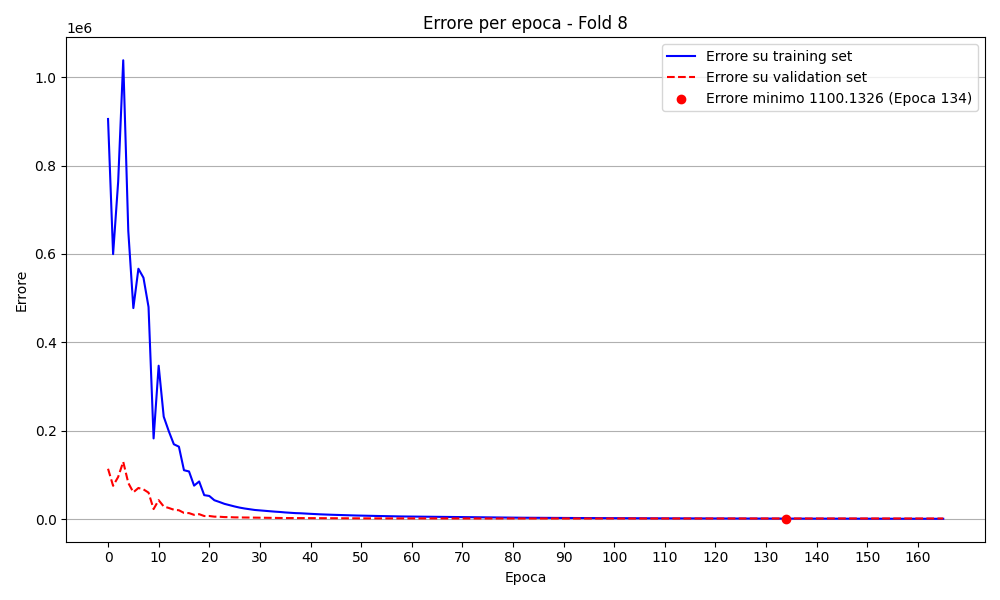 Errore per epoca - Fold 8
1e6
Errore su training set
Errore su validation set
Errore minimo 1100.1326 (Epoca 134)
1.0
0.8
0.6
0.4
0.2
0.0
Errore
0 10 20 30 40 50 60 70 80 90 100 110 120 130 140 150 160
Epoca